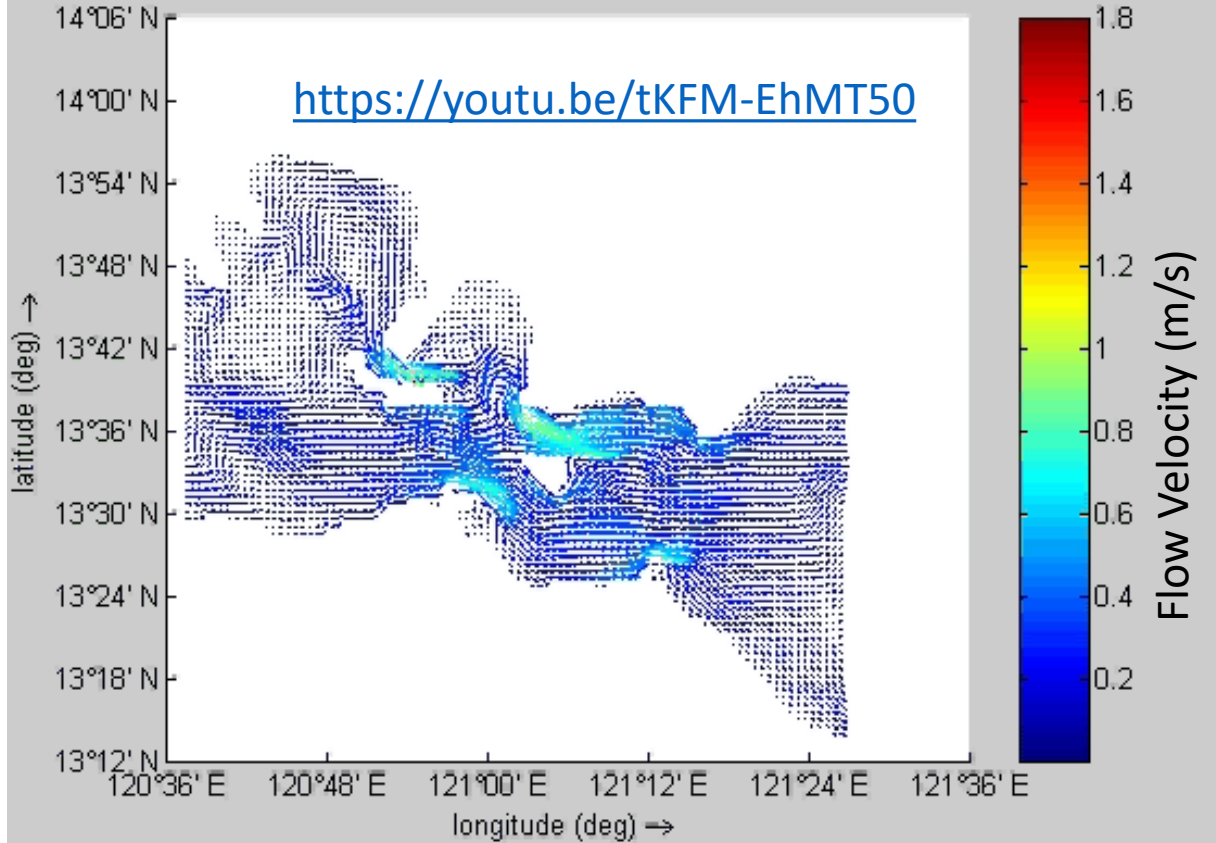 14°06' N
https://youtu.be/tKFM-EhMT50
14°00' N
13°54' N
13°48' N
13°42' N
13°36' N
13°30' N
13°24' N
13°18' N
13°12' N
latitude (deg) →
120°36' E 120°48' E 121°00' E 121°12' E 121°24' E 121°36' E
longitude (deg) →
1.8
1.6
1.4
1.2
1
0.8
0.6
0.4
0.2
Flow Velocity (m/s)